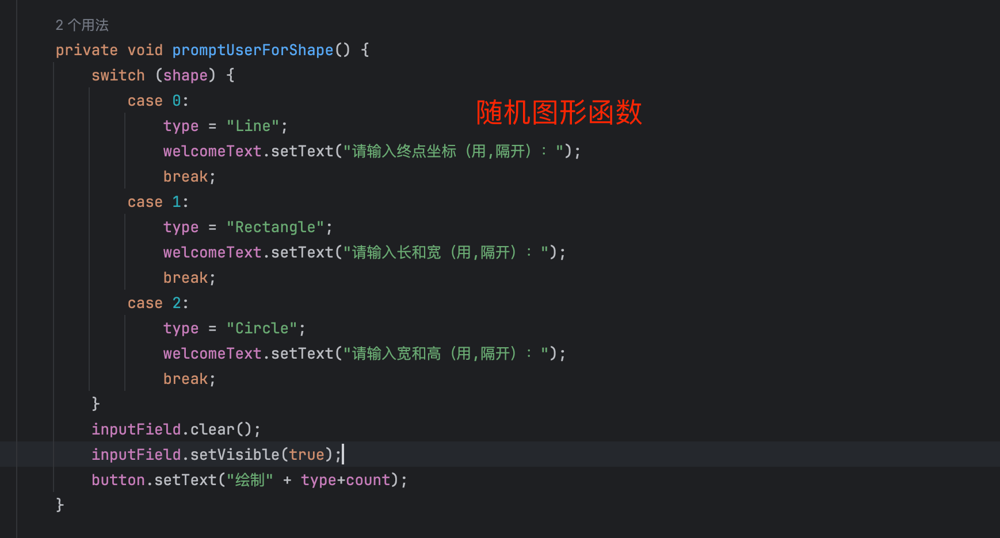 2 个用法
private void promptUserForShape() {
switch (shape) {
case 0:
随机图形函数
type = "Line";
welcomeText.setText("请输入终点坐标（用,隔开）：");
break;
case 1:
type = "Rectangle";
welcomeText.setText("请输入长和宽（用,隔开）：");
break;
case 2:
type = "Circle";
welcomeText.setText("请输入宽和高（用,隔开）：");
break;
}
inputField.clear();
inputField.setVisible(true);
button.setText("绘制" + type+count);
}